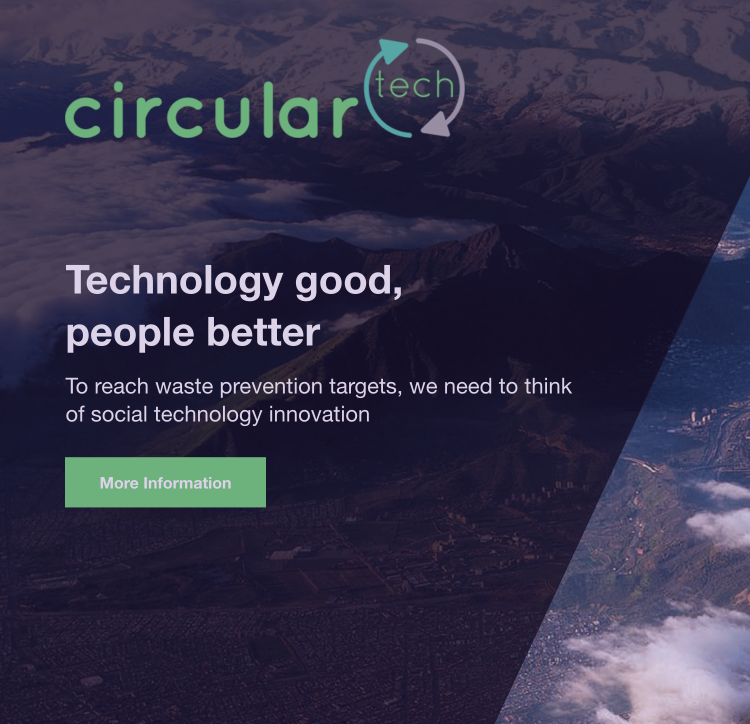 circular tech
Technology good,
people better
To reach waste prevention targets, we need to think
of social technology innovation
More Information